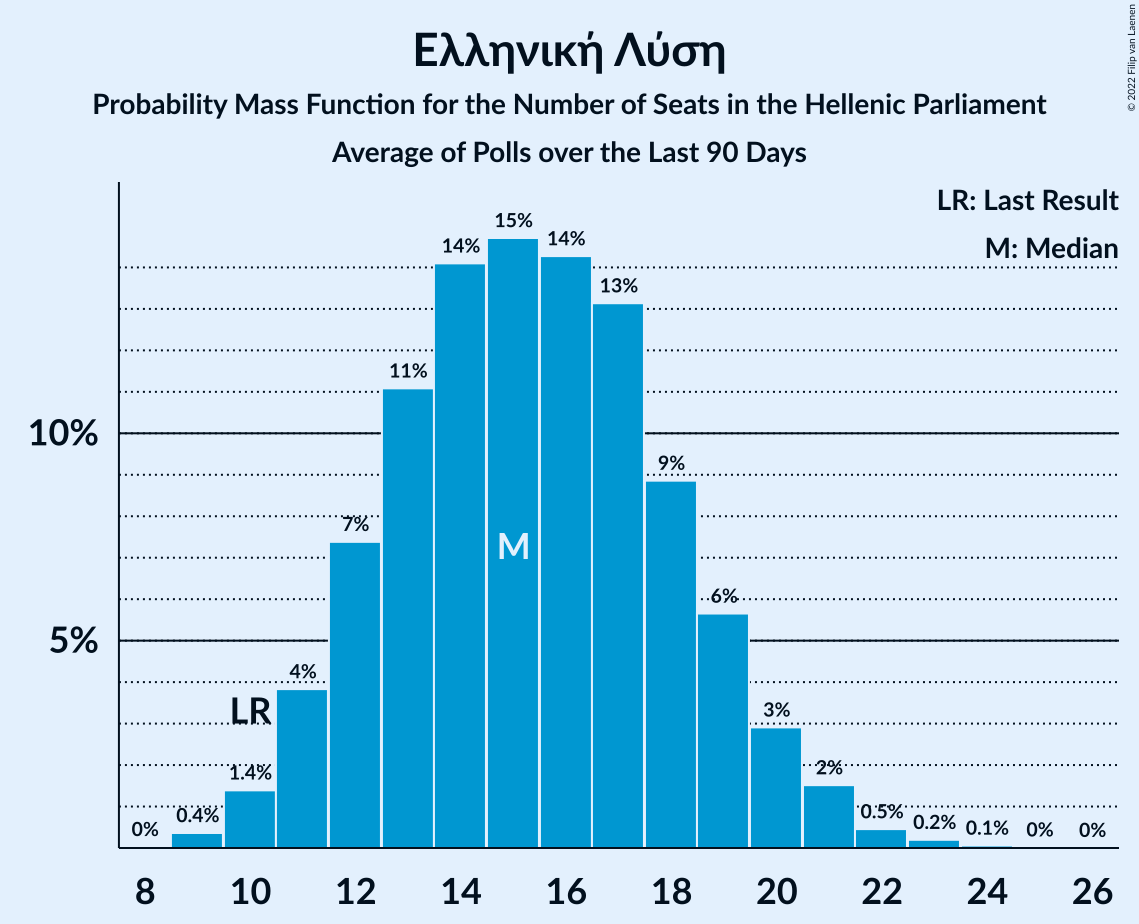 Ελληνική Λύση
Probability Mass Function for the Number of Seats in the Hellenic Parliament
Average of Polls over the Last 90 Days
© 2022 Filip van Laenen
LR: Last Result
M: Median
15%
14%
14%
13%
11%
10%
9%
7%
M
6%
5%
4%
LR
3%
2%
1.4%
0.5%
0.4%
0.2%
0.1%
0%
0%
0%
8 10 12 14 16 18 20 22 24 26